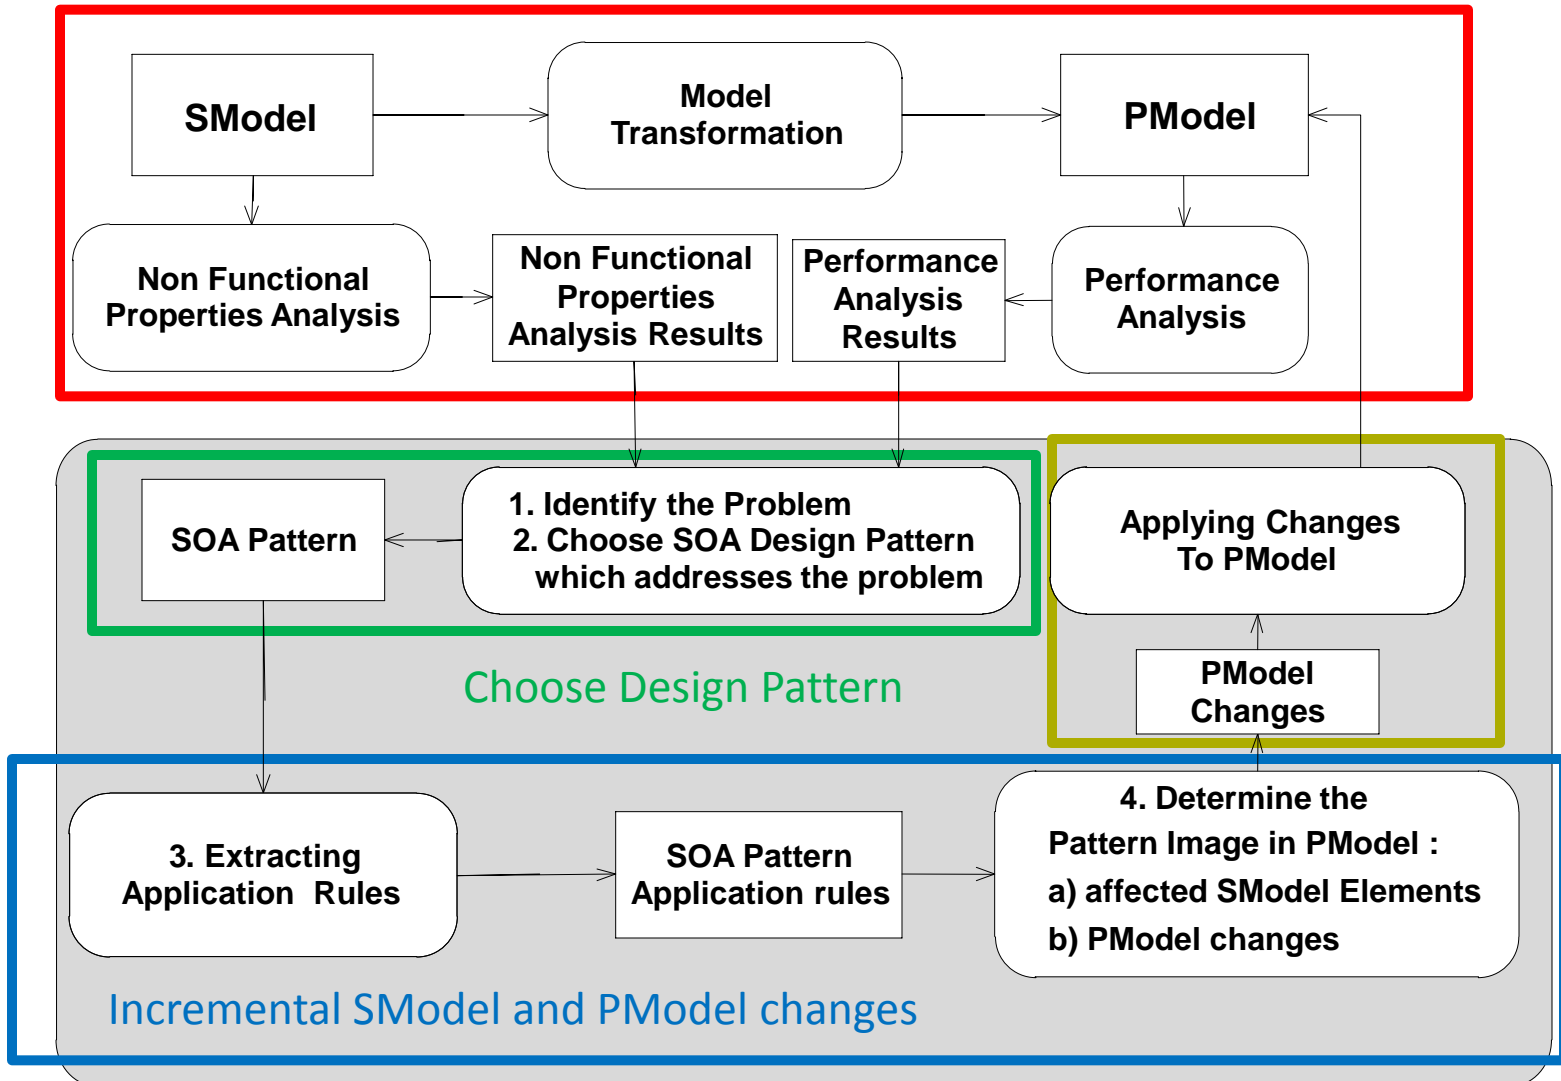 SModel
Model
Transformation
PModel
Non Functional
Properties Analysis
Non Functional
Properties
Analysis Results
Performance
Analysis
Results
Performance
Analysis
SOA Pattern
1. Identify the Problem
2. Choose SOA Design Pattern
which addresses the problem
Applying Changes
To PModel
Choose Design Pattern
PModel
Changes
3. Extracting
Application Rules
SOA Pattern
Application rules
4. Determine the
Pattern Image in PModel :
a) affected SModel Elements
b) PModel changes
Incremental SModel and PModel changes